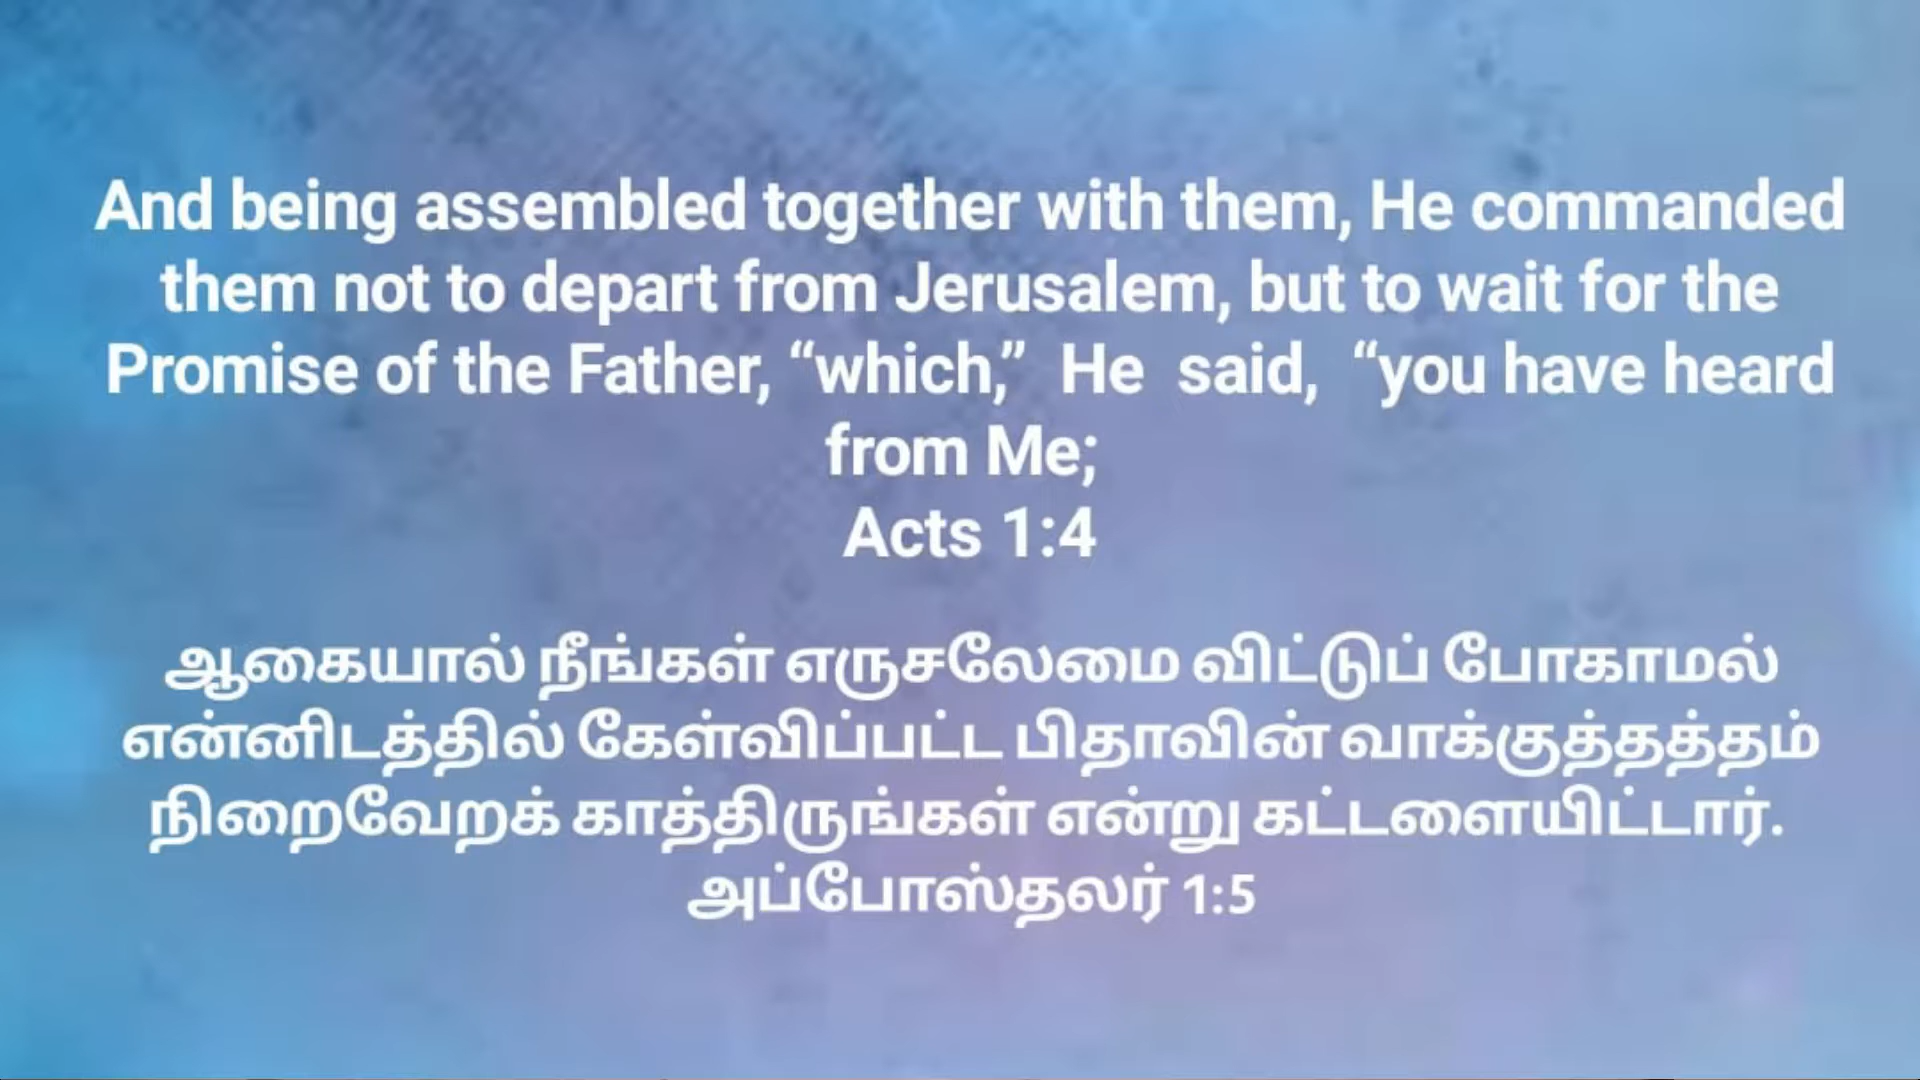 And being assembled together with them, He commanded
them not to depart from Jerusalem, but to wait for the
Promise of the Father, “which,” He said, “you have heard
from Me;
Acts 1:4
ஆகையால் நீங்கள் எருசலேமை விட்டுப் போகாமல்
என்னிடத்தில் கேள்விப்பட்ட பிதாவின் வாக்குத்தத்தம்
நிறைவேறக் காத்திருங்கள் என்று கட்டளையிட்டார்.
அப்போஸ்தலர் 1:5